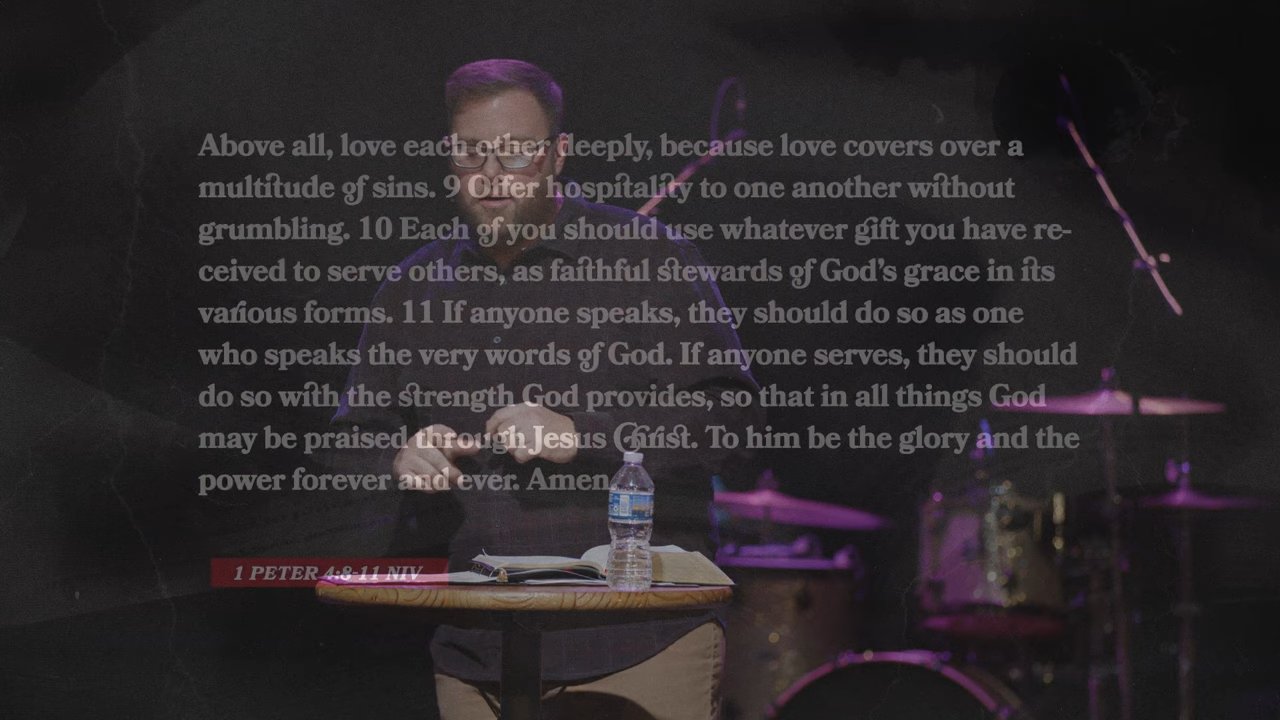 Above all, love each other deeply, because love covers over a
multitude of sins. 9 Offer hospitality to one another without
grumbling. 10 Each of you should use whatever gift you have re-
ceived to serve others, as faithful stewards of God's grace in its
various forms. 11 If anyone speaks, they should do so as one
who speaks the very words of God. If anyone serves, they should
do so with the strength God provides, so that in all things God
may be praised through Jesus Christ. To him be the glory and the
power forever and ever. Amen.
1 PETER 4:8-11 NIV